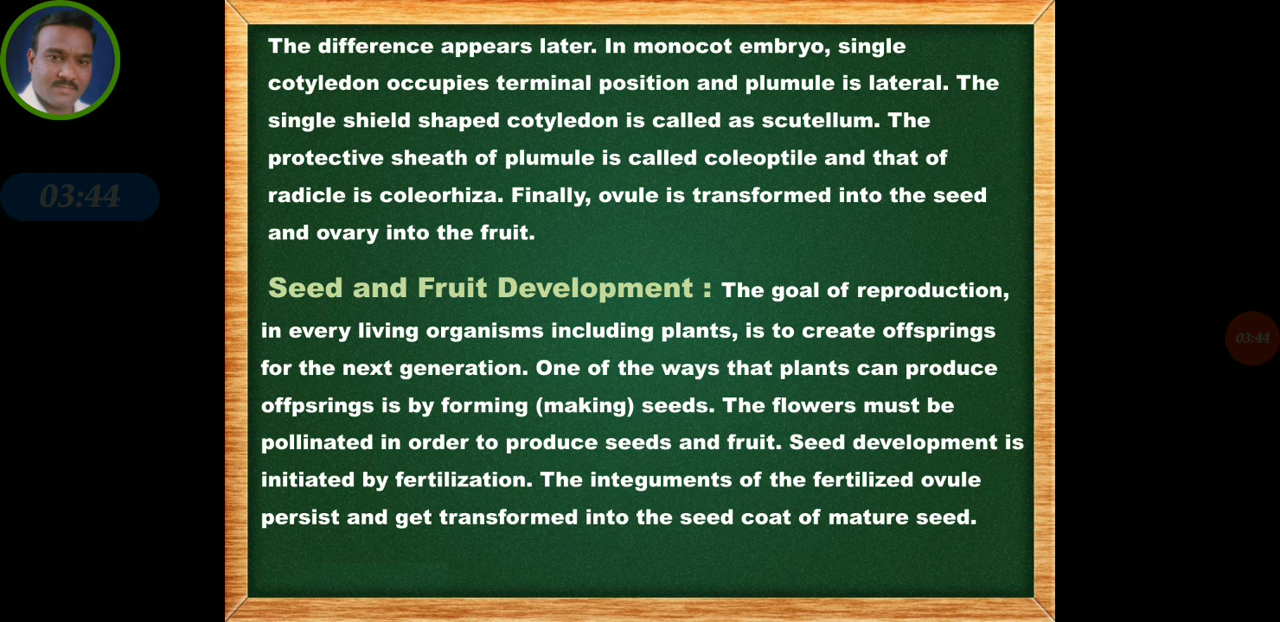 The difference appears later. In monocot embryo, single
cotyledon occupies terminal position and plumule is lateral. The
single shield shaped cotyledon is called as scutellum. The
protective sheath of plumule is called coleoptile and that of
radicle is coleorhiza. Finally, ovule is transformed into the seed
and ovary into the fruit.
03:44
03:44
Seed and Fruit Development : The goal of reproduction,
in every living organisms including plants, is to create offsprings
for the next generation. One of the ways that plants can produce
offpsrings is by forming (making) seeds. The flowers must be
pollinated in order to produce seeds and fruit. Seed development is
initiated by fertilization. The integuments of the fertilized ovule
persist and get transformed into the seed coat of mature seed.